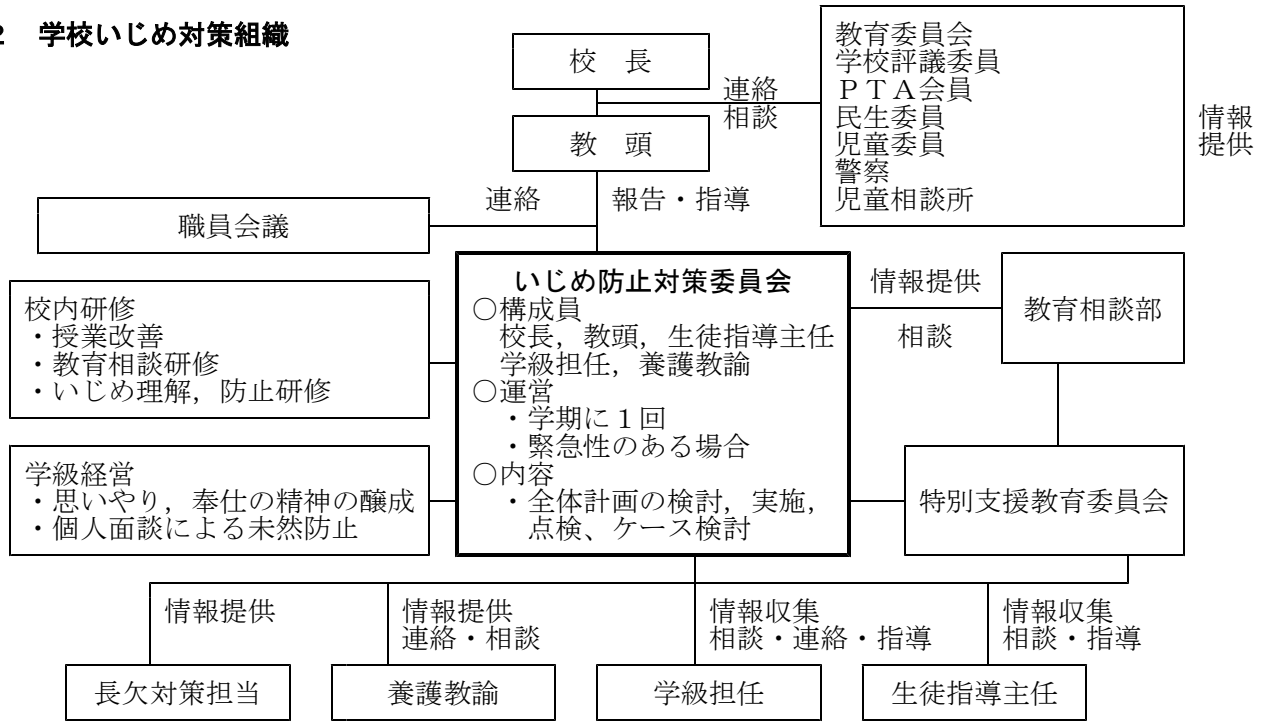 2　学校いじめ対策組織
校　長
連絡
相談
教　頭
教育委員会
学校評議委員
ＰＴＡ会員
民生委員
児童委員
警察
児童相談所
情報
提供
連絡
報告・指導
職員会議
いじめ防止対策委員会
○構成員
校長，教頭，生徒指導主任
学級担任，養護教諭
○運営
・学期に１回
・緊急性のある場合
○内容
・全体計画の検討，実施，
点検、ケース検討
校内研修
・授業改善
・教育相談研修
・いじめ理解，防止研修
学級経営
・思いやり，奉仕の精神の醸成
・個人面談による未然防止
情報提供
相談
教育相談部
特別支援教育委員会
情報提供
情報提供
連絡・相談
情報収集
相談・連絡・指導
情報収集
相談・指導
長欠対策担当
養護教諭
学級担任
生徒指導主任